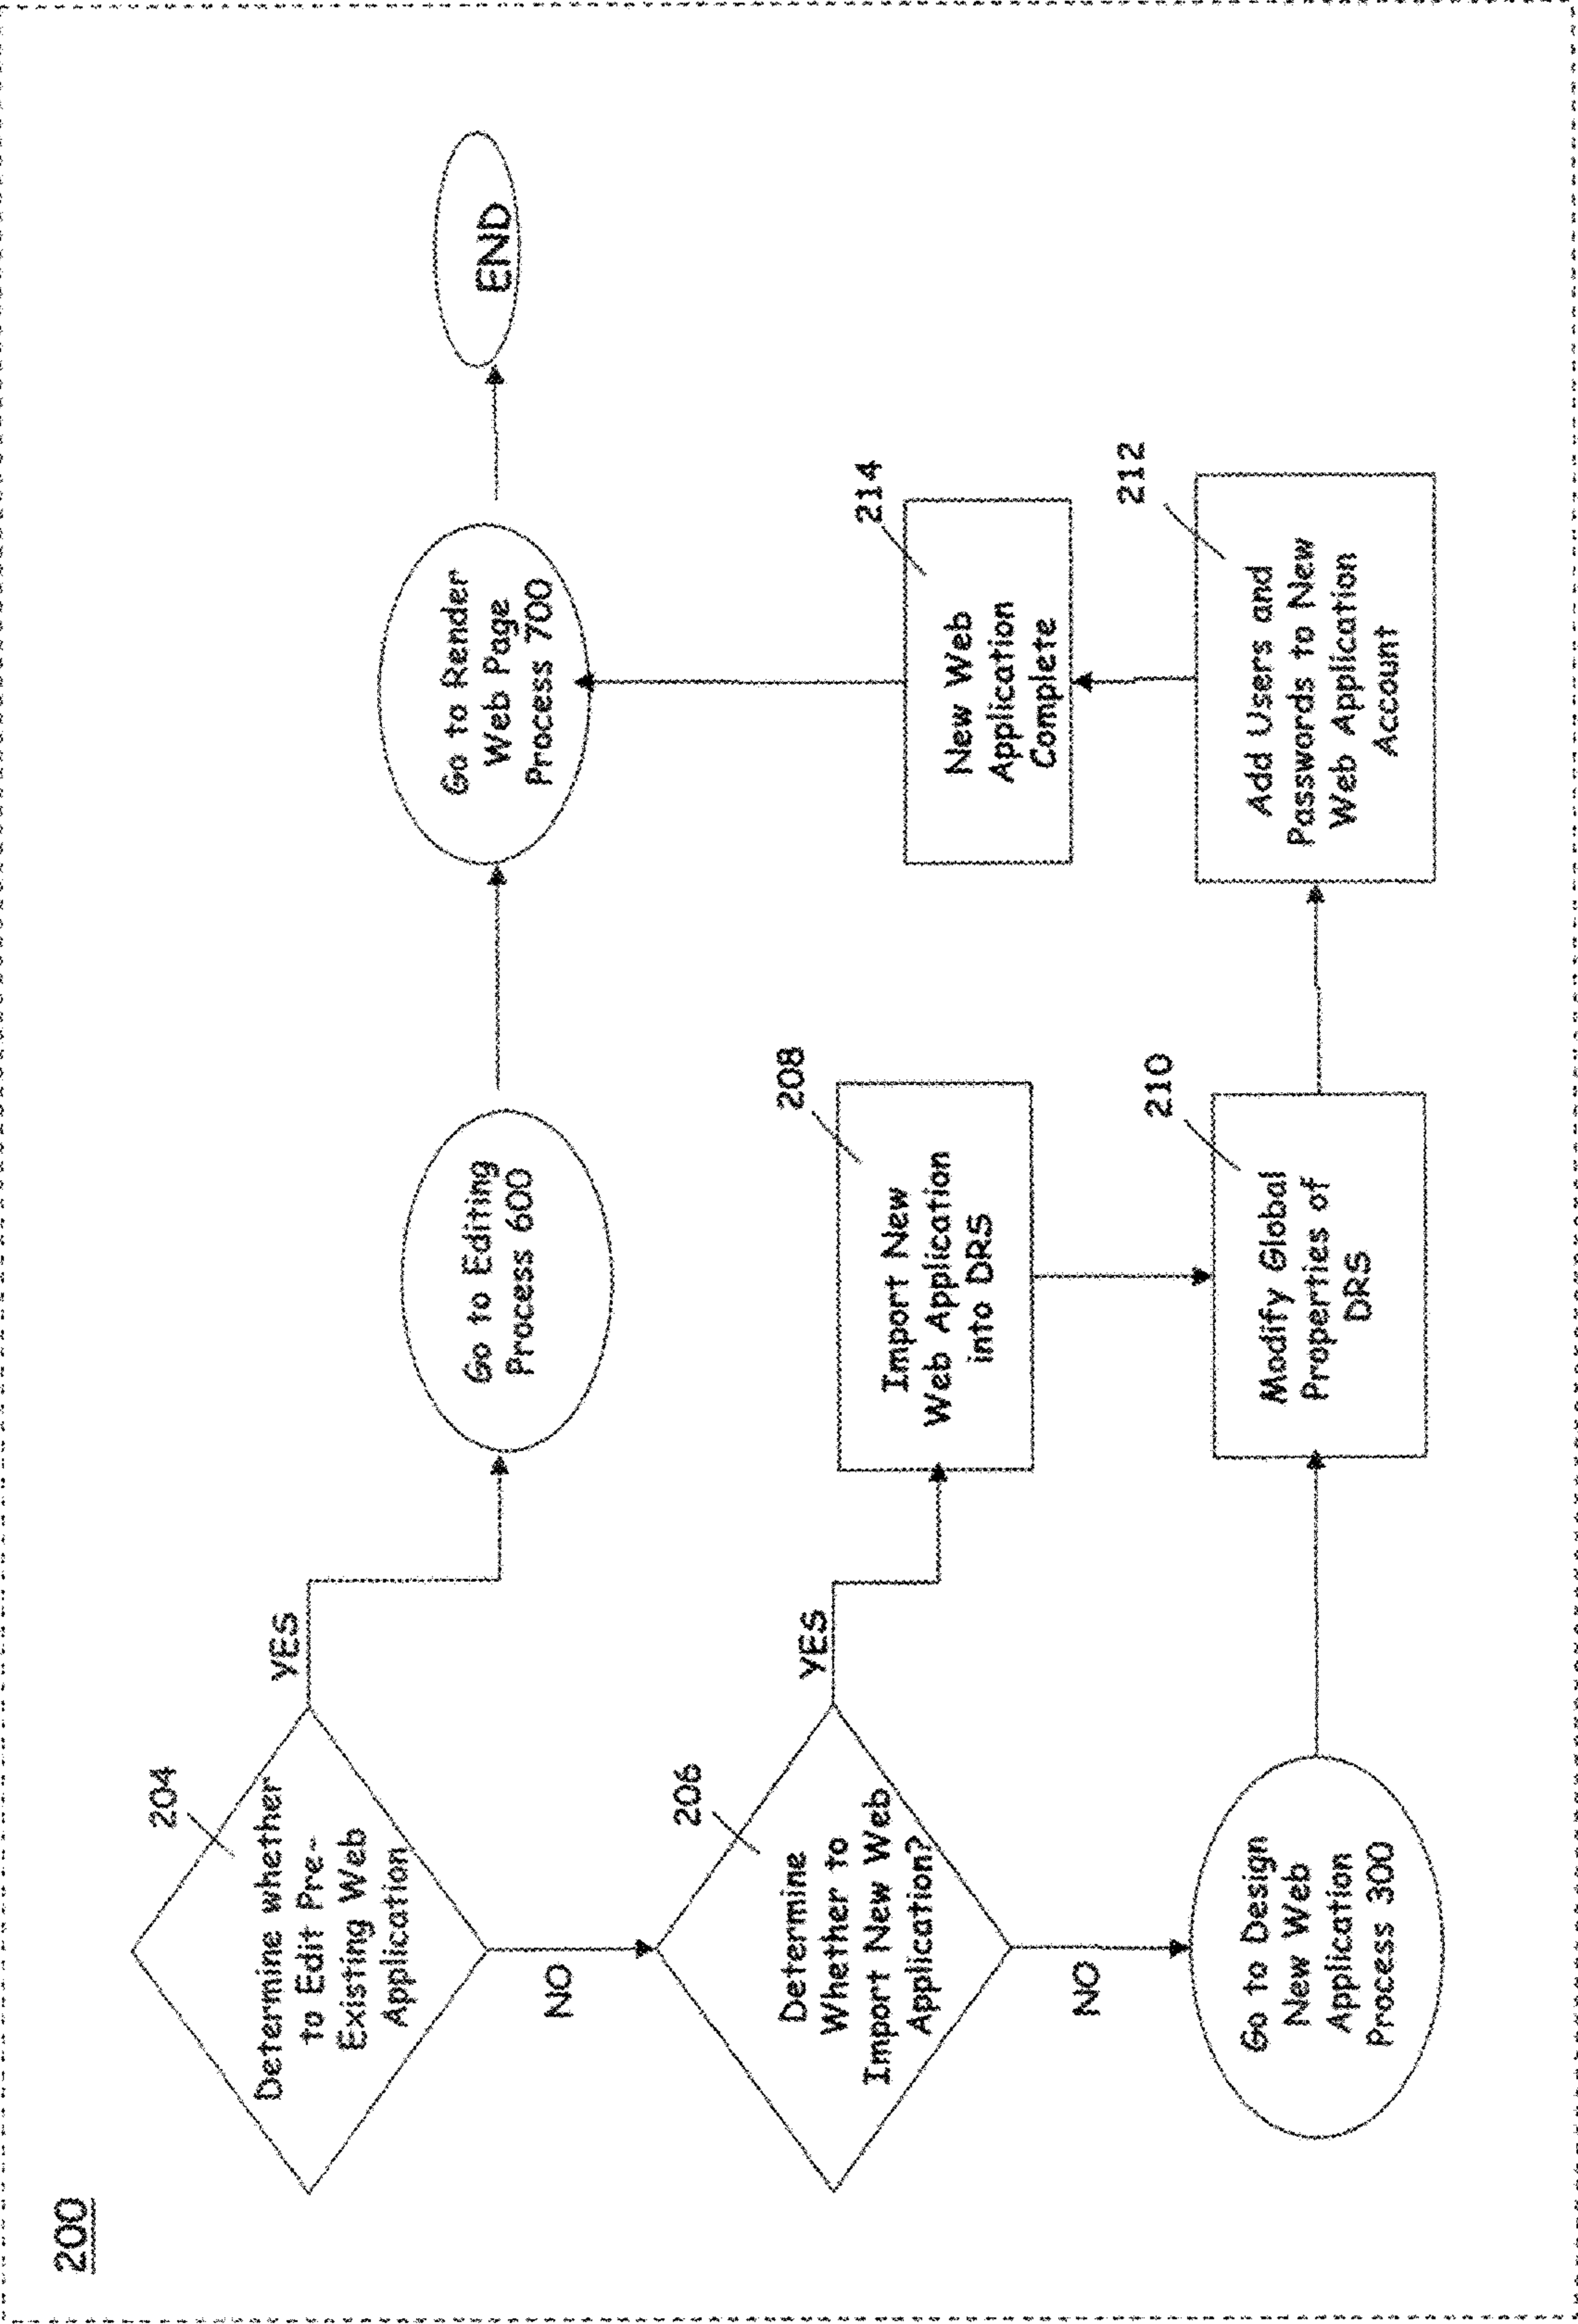 200
204
Determine whether
to Edit Pre-
Existing Web
Application
YES
NO
Go to Editing
Process 600
Go to Render
Web Page
Process 700
END
206
Determine
Whether to
Import New Web
Application?
YES
NO
208
Import New
Web Application
into DRS
214
New Web
Application
Complete
Go to Design
New Web
Application
Process 300
210
Modify Global
Properties of
DRS
212
Add Users and
Passwords to New
Web Application
Account